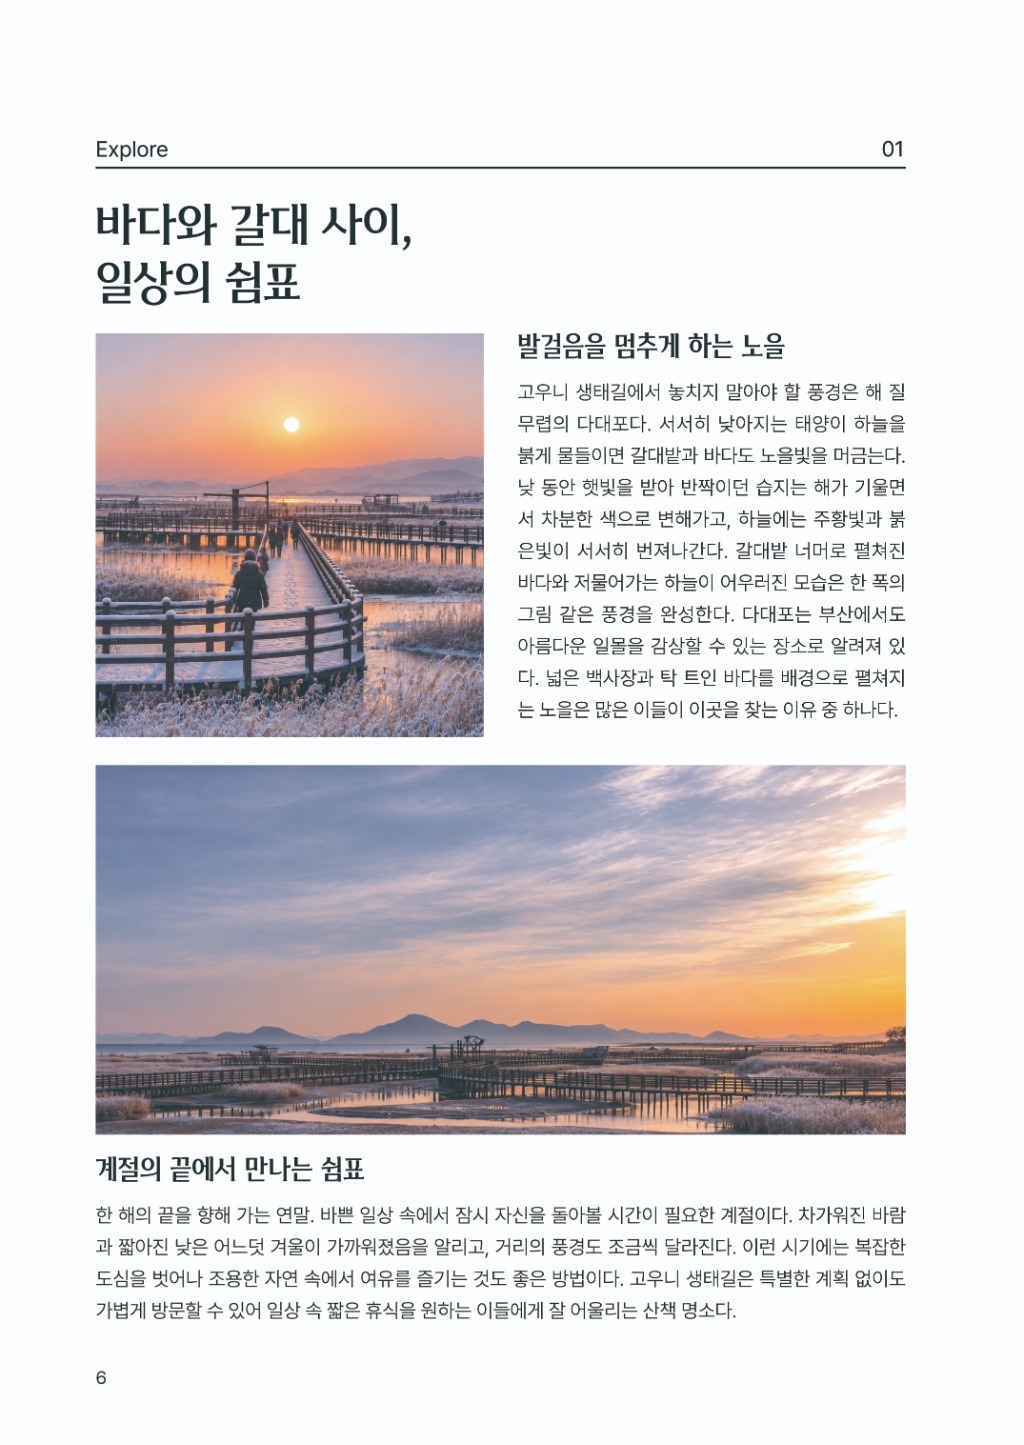 Explore
01
바다와 갈대 사이,
일상의 쉼표
발걸음을 멈추게 하는 노을
고우니 생태길에서 놓치지 말아야 할 풍경은 해 질
무렵의 다대포다. 서서히 낮아지는 태양이 하늘을
붉게 물들이면 갈대밭과 바다도 노을빛을 머금는다.
낮 동안 햇빛을 받아 반짝이던 습지는 해가 기울면
서 차분한 색으로 변해가고, 하늘에는 주황빛과 붉
은빛이 서서히 번져나간다. 갈대밭 너머로 펼쳐진
바다와 저물어가는 하늘이 어우러진 모습은 한 폭의
그림 같은 풍경을 완성한다. 다대포는 부산에서도
아름다운 일몰을 감상할 수 있는 장소로 알려져 있
다. 넓은 백사장과 탁 트인 바다를 배경으로 펼쳐지
는 노을은 많은 이들이 이곳을 찾는 이유 중 하나다.
계절의 끝에서 만나는 쉼표
한 해의 끝을 향해 가는 연말. 바쁜 일상 속에서 잠시 자신을 돌아볼 시간이 필요한 계절이다. 차가워진 바람
과 짧아진 낮은 어느덧 겨울이 가까워졌음을 알리고, 거리의 풍경도 조금씩 달라진다. 이런 시기에는 복잡한
도심을 벗어나 조용한 자연 속에서 여유를 즐기는 것도 좋은 방법이다. 고우니 생태길은 특별한 계획 없이도
가볍게 방문할 수 있어 일상 속 짧은 휴식을 원하는 이들에게 잘 어울리는 산책 명소다.
6